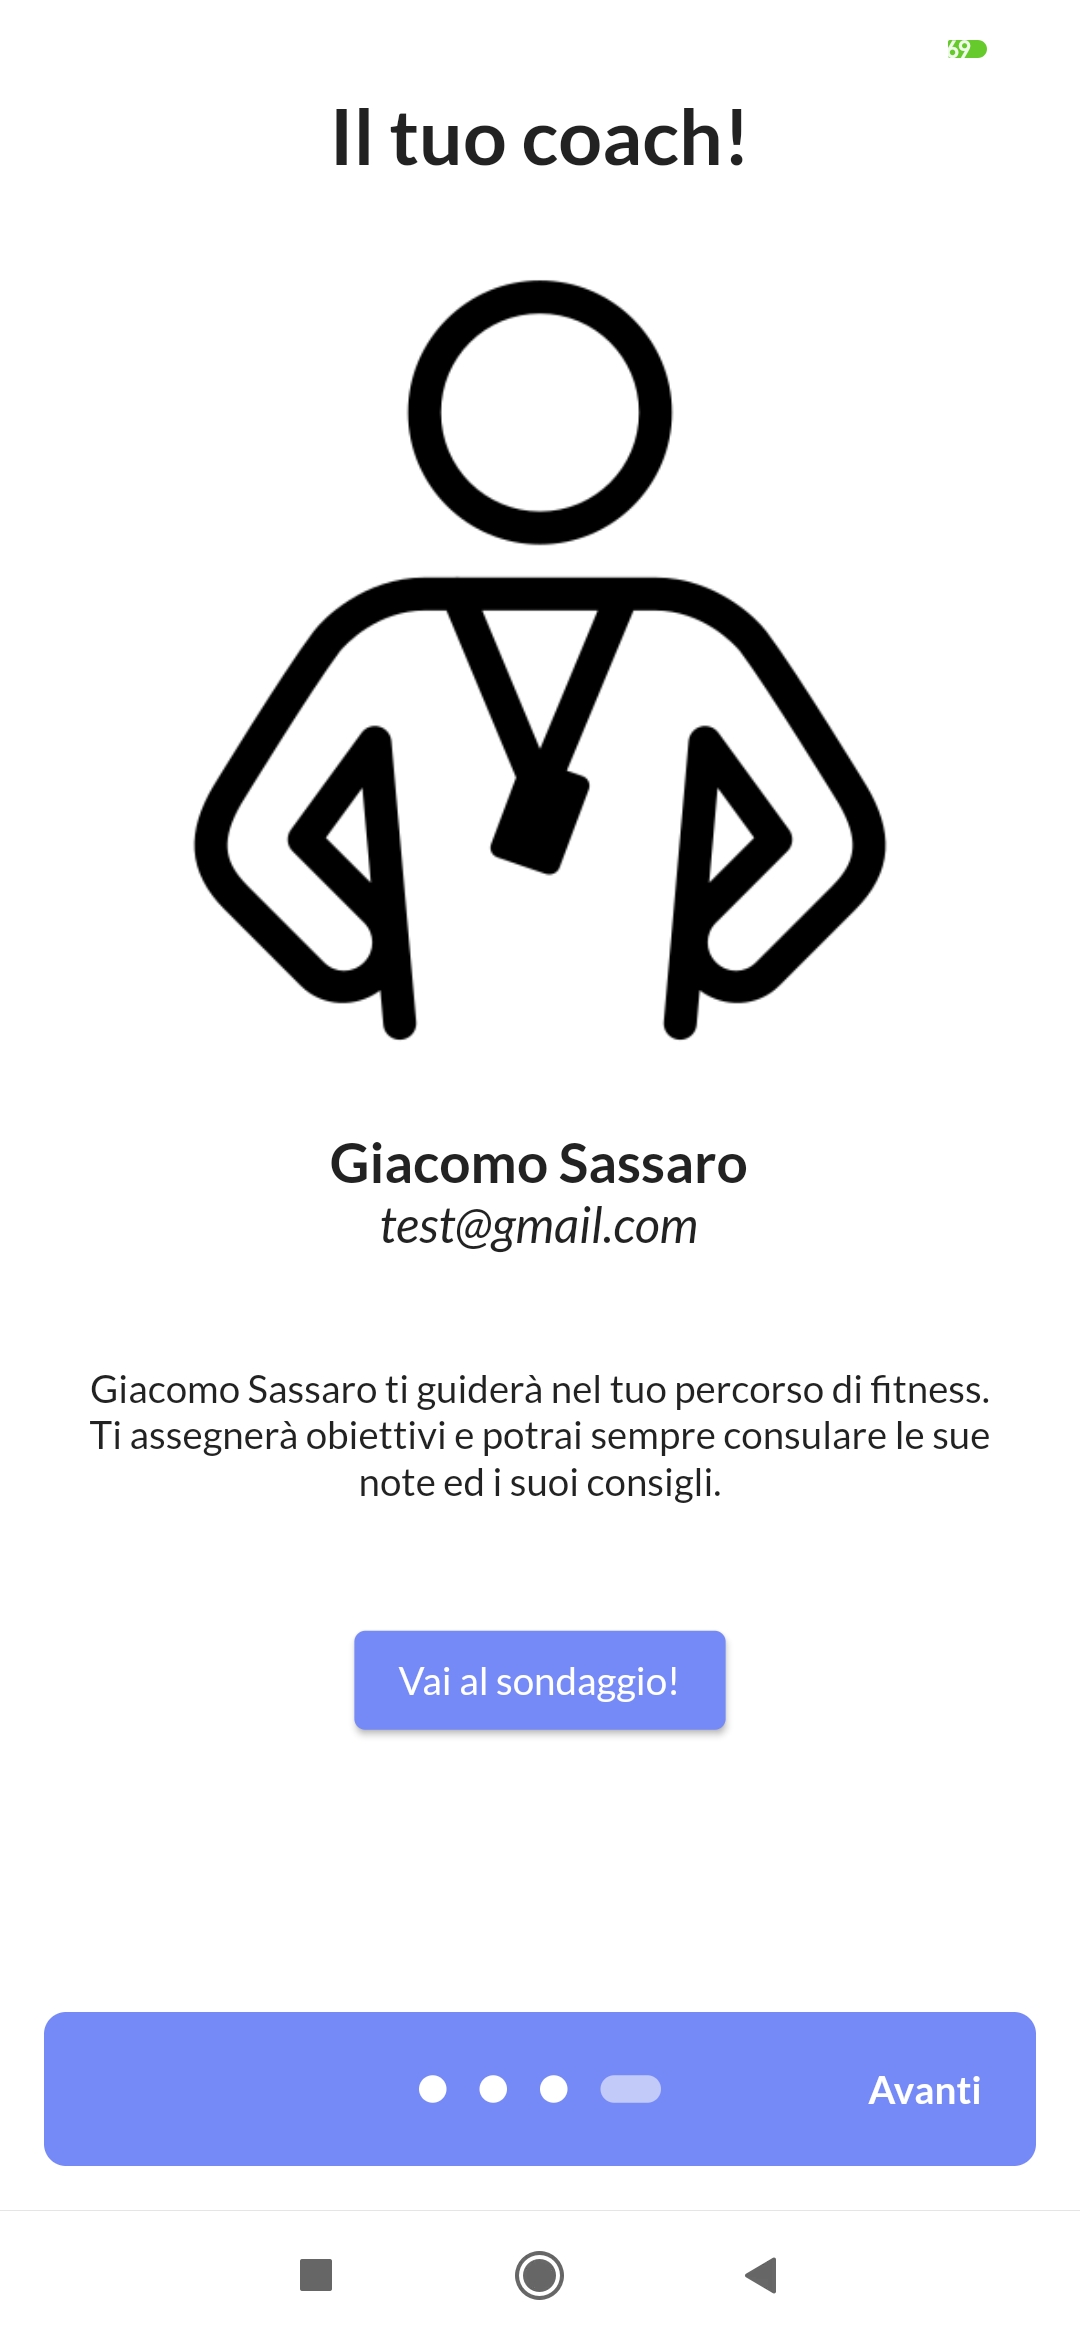 69
Il tuo coach!
Giacomo Sassaro
test@gmail.com
Giacomo Sassaro ti guiderà nel tuo percorso di fitness.
Ti assegnerà obiettivi e potrai sempre consulare le sue
note ed i suoi consigli.
Vai al sondaggio!
Avanti